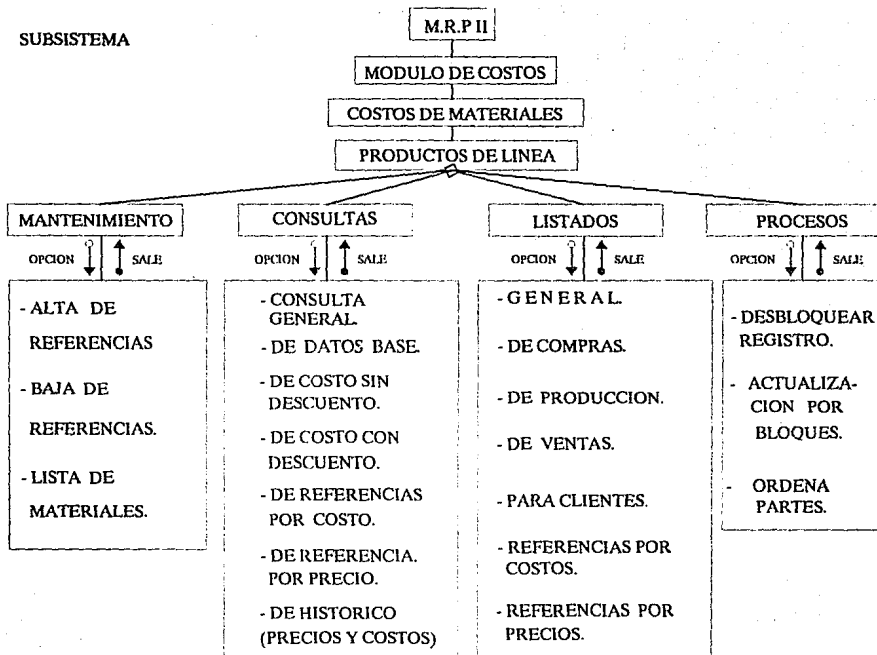 SUBSISTEMA
M.R.P II
MODULO DE COSTOS
COSTOS DE MATERIALES
PRODUCTOS DE LINEA
MANTENIMIENTO
OPCION
SALE
- ALTA DE
REFERENCIAS
- BAJA DE
REFERENCIAS.
- LISTA DE
MATERIALES.
CONSULTAS
OPCION
SALE
- CONSULTA
GENERAL.
- DE DATOS BASE.
- DE COSTO SIN
DESCUENTO.
- DE COSTO CON
DESCUENTO.
- DE REFERENCIAS
POR COSTO.
- DE REFERENCIA.
POR PRECIO.
- DE HISTORICO
(PRECIOS Y COSTOS)
LISTADOS
OPCION
SALE
- GENERAL.
- DE COMPRAS.
- DE PRODUCCION.
- DE VENTAS.
- PARA CLIENTES.
- REFERENCIAS POR
COSTOS.
- REFERENCIAS POR
PRECIOS.
PROCESOS
OPCION
SALE
- DESBLOQUEAR
REGISTRO.
- ACTUALIZA-
CION POR
BLOQUES.
- ORDENA
PARTES.